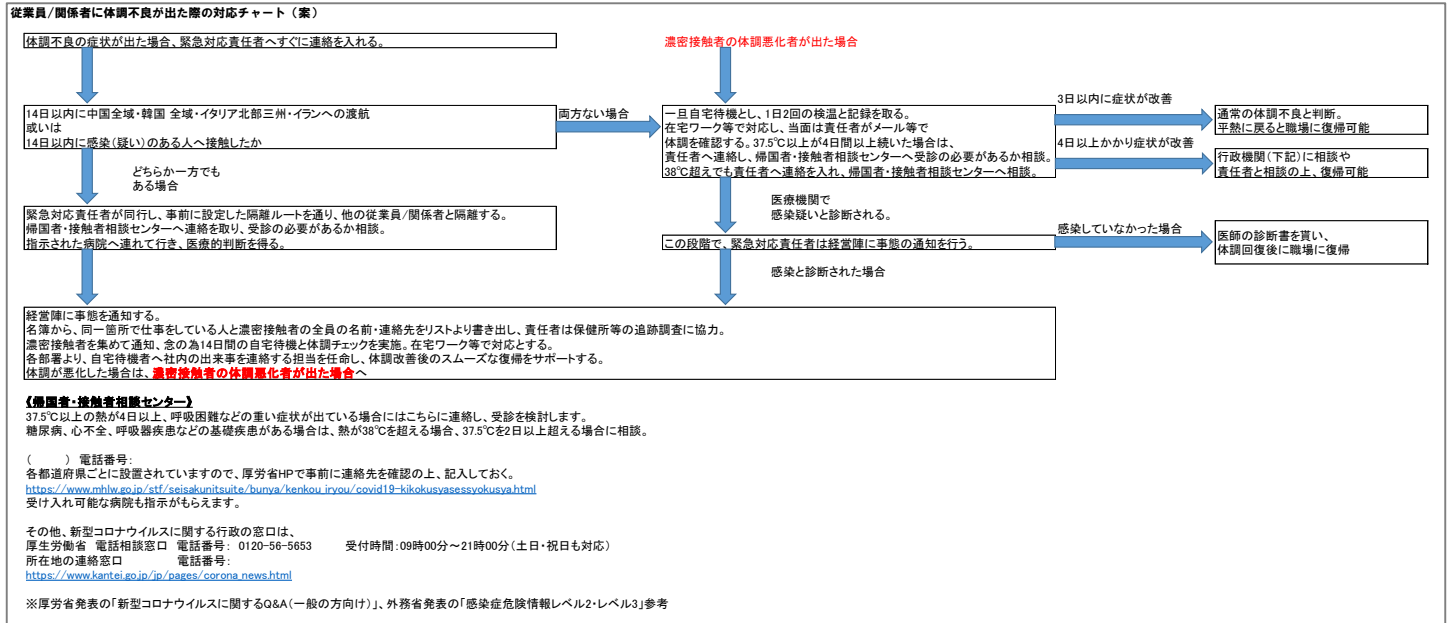 従業員/関係者に体調不良が出た際の対応チャート（案）
体調不良の症状が出た場合、緊急対応責任者へすぐに連絡を入れる。
濃密接触者の体調悪化者が出た場合
14日以内に中国全域・韓国 全域・イタリア北部三州・イランへの渡航
或いは
14日以内に感染（疑い）のある人へ接触したか
両方ない場合
一旦自宅待機とし、1日2回の検温と記録を取る。
在宅ワーク等で対応し、当面は責任者がメール等で
体調を確認する。37.5℃以上が4日間以上続いた場合は、
責任者へ連絡し、帰国者・接触者相談センターへ受診の必要があるか相談。
38℃超えでも責任者へ連絡を入れ、帰国者・接触者相談センターへ相談。
3日以内に症状が改善
通常の体調不良と判断。
平熱に戻ると職場に復帰可能
4日以上かかり症状が改善
行政機関（下記）に相談や
責任者と相談の上、復帰可能
どちらか一方でも
ある場合
医療機関で
感染疑いと診断される。
緊急対応責任者が同行し、事前に設定した隔離ルートを通り、他の従業員/関係者と隔離する。
帰国者・接触者相談センターへ連絡を取り、受診の必要があるか相談。
指示された病院へ連れて行き、医療的判断を得る。
この段階で、緊急対応責任者は経営陣に事態の通知を行う。
感染していなかった場合
医師の診断書を貰い、
体調回復後に職場に復帰
感染と診断された場合
経営陣に事態を通知する。
名簿から、同一箇所で仕事をしている人と濃密接触者の全員の名前・連絡先をリストより書き出し、責任者は保健所等の追跡調査に協力。
濃密接触者を集めて通知、念の為14日間の自宅待機と体調チェックを実施。在宅ワーク等で対応とする。
各部署より、自宅待機者へ社内の出来事を連絡する担当を任命し、体調改善後のスムーズな復帰をサポートする。
体調が悪化した場合は、濃密接触者の体調悪化者が出た場合へ
《帰国者・接触者相談センター》
37.5℃以上の熱が4日以上、呼吸困難などの重い症状が出ている場合にはこちらに連絡し、受診を検討します。
糖尿病、心不全、呼吸器疾患などの基礎疾患がある場合は、熱が38℃を超える場合、37.5℃を2日以上超える場合に相談。
（　　　）電話番号：
各都道府県ごとに設置されていますので、厚労省HPで事前に連絡先を確認の上、記入しておく。
https://www.mhlw.go.jp/stf/seisakunitsuite/bunya/kenkou_iryou/covid19-kikokusyasessyokusya.html
受け入れ可能な病院も指示がもらえます。
その他、新型コロナウイルスに関する行政の窓口は、
厚生労働省 電話相談窓口 電話番号： 0120-56-5653　　受付時間：09時00分～21時00分（土日・祝日も対応）
所在地の連絡窓口　　　　電話番号：
https://www.kantei.go.jp/jp/pages/corona_news.html
※厚労省発表の「新型コロナウイルスに関するQ&A（一般の方向け）」、外務省発表の「感染症危険情報レベル2・レベル3」参考